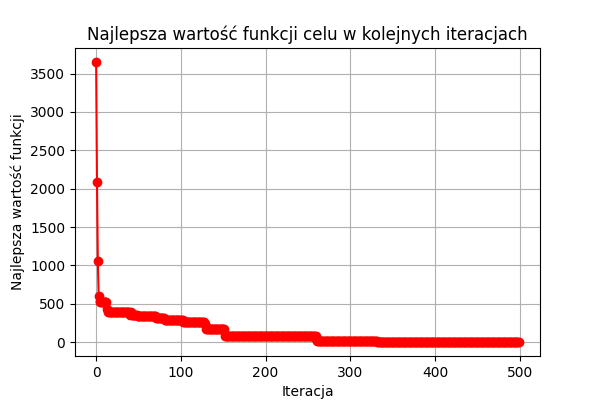 Najlepsza wartość funkcji celu w kolejnych iteracjach
Najlepsza wartość funkcji
3500
3000
2500
2000
1500
1000
500
0
0 100 200 300 400 500
Iteracja